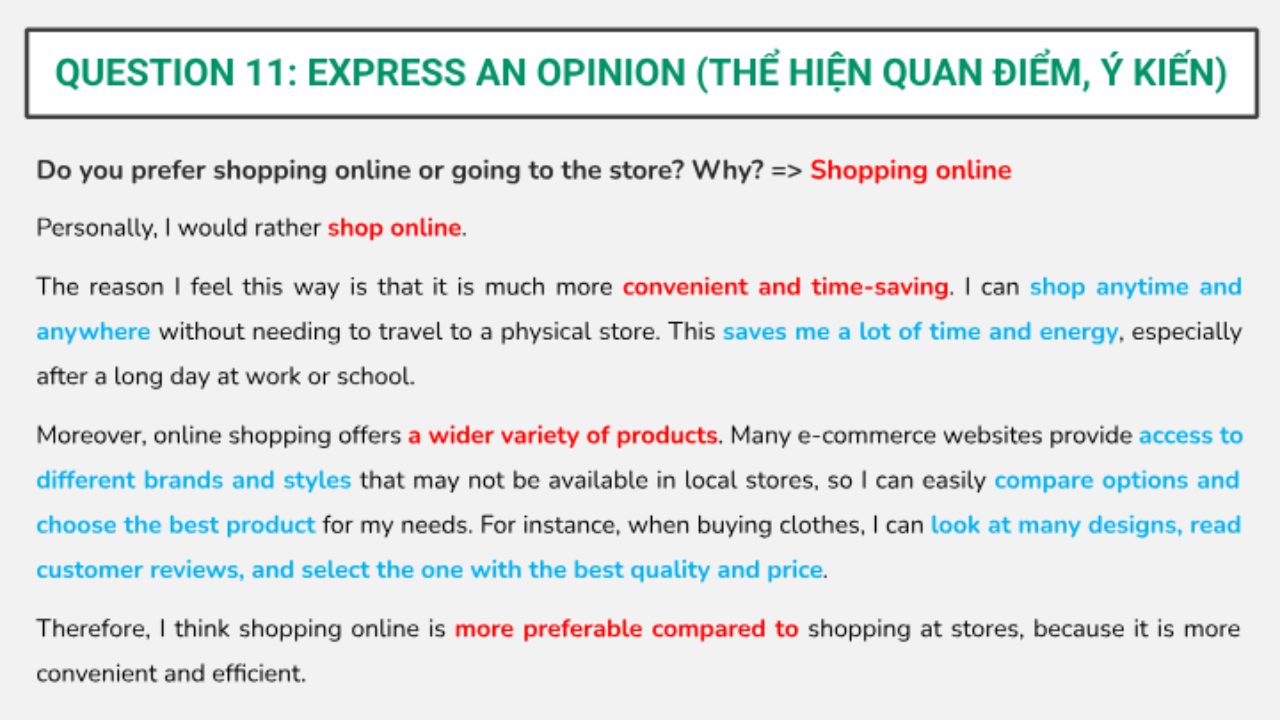 QUESTION 11: EXPRESS AN OPINION (THỂ HIỆN QUAN ĐIỂM, Ý KIẾN)
Do you prefer shopping online or going to the store? Why? => Shopping online
Personally, I would rather shop online.
The reason I feel this way is that it is much more convenient and time-saving. I can shop anytime and
anywhere without needing to travel to a physical store. This saves me a lot of time and energy, especially
after a long day at work or school.
Moreover, online shopping offers a wider variety of products. Many e-commerce websites provide access to
different brands and styles that may not be available in local stores, so I can easily compare options and
choose the best product for my needs. For instance, when buying clothes, I can look at many designs, read
customer reviews, and select the one with the best quality and price.
Therefore, I think shopping online is more preferable compared to shopping at stores, because it is more
convenient and efficient.